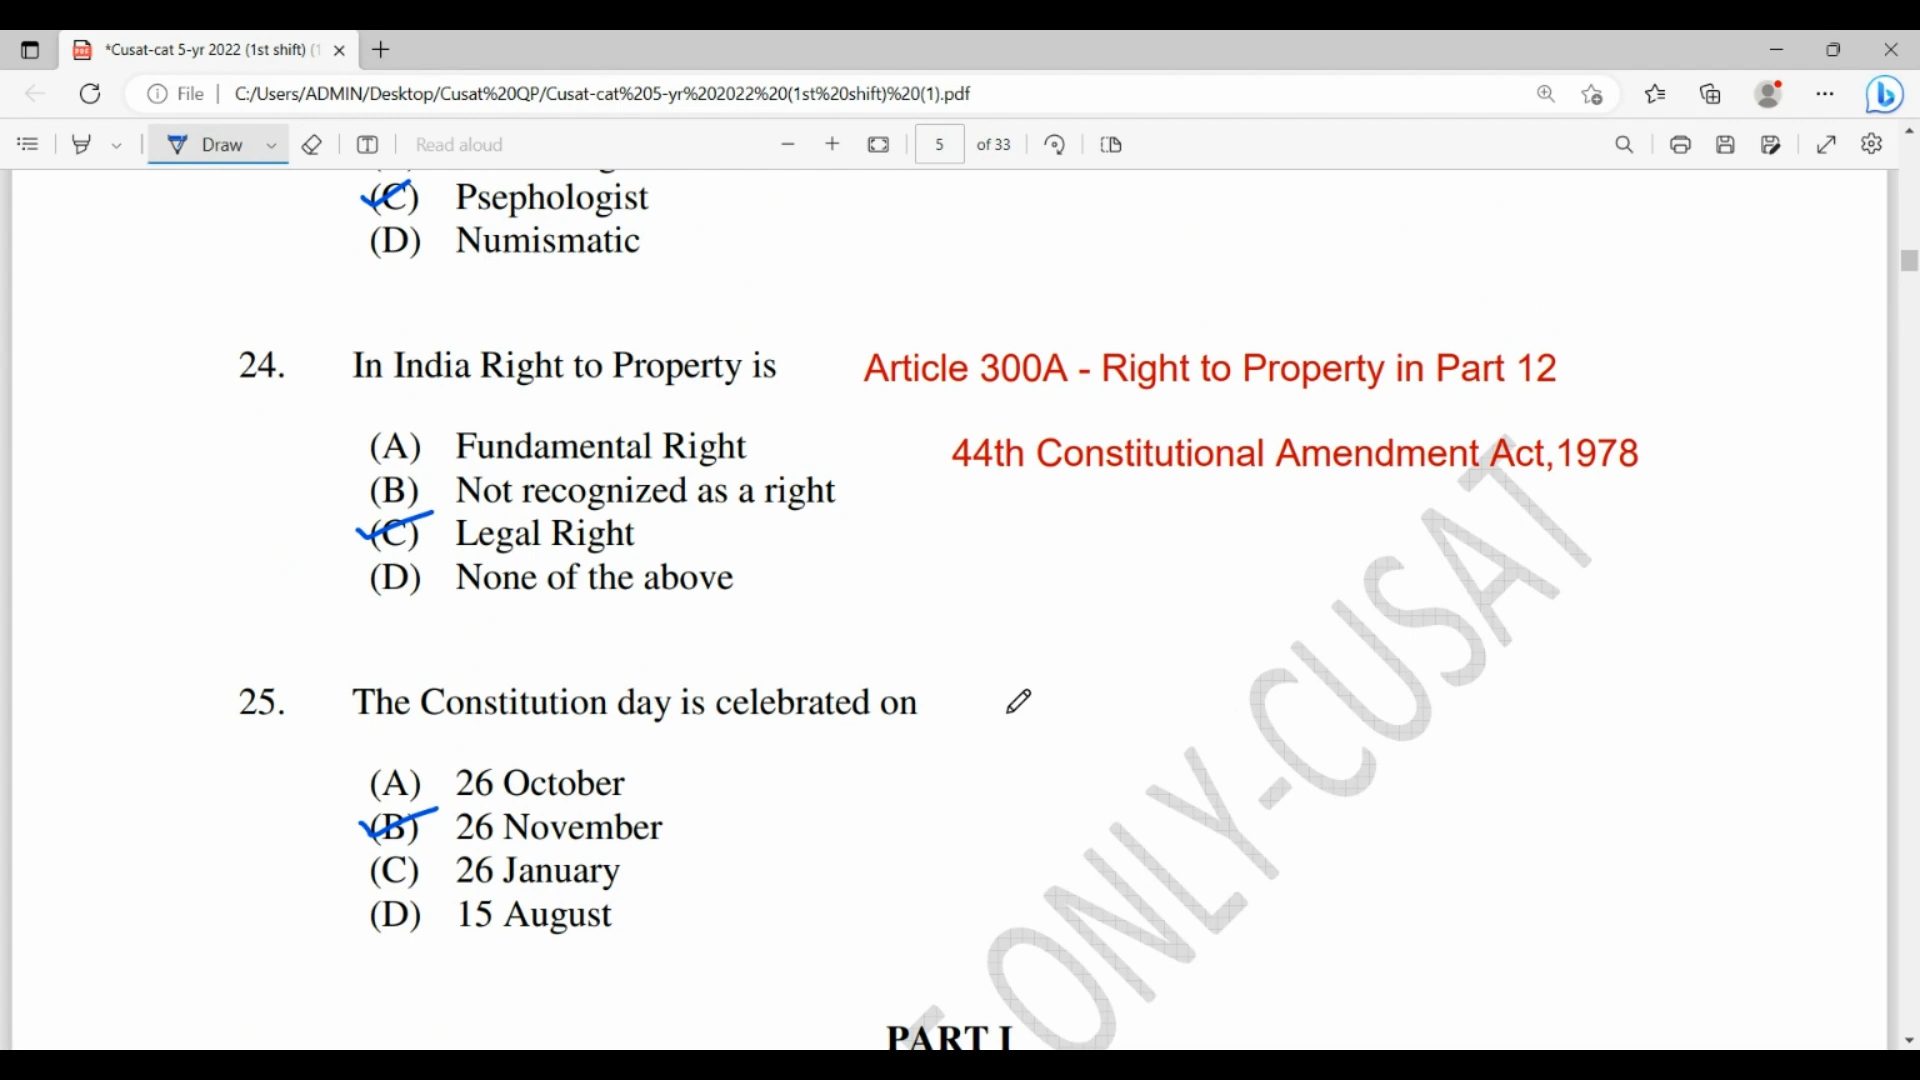 *Cusat-cat 5-yr 2022 (1st shift) (1
File | C:/Users/ADMIN/Desktop/Cusat%20QP/Cusat-cat%205-yr%202022%20(1st%20shift)%20(1).pdf
Draw Read aloud 5 of 33
(C) Psephologist
(D) Numismatic
24. In India Right to Property is Article 300A - Right to Property in Part 12
(A) Fundamental Right 44th Constitutional Amendment Act,1978
(B) Not recognized as a right
(C) Legal Right
(D) None of the above
25. The Constitution day is celebrated on
(A) 26 October
(B) 26 November
(C) 26 January
(D) 15 August
PART I
ONLY-CUSAT